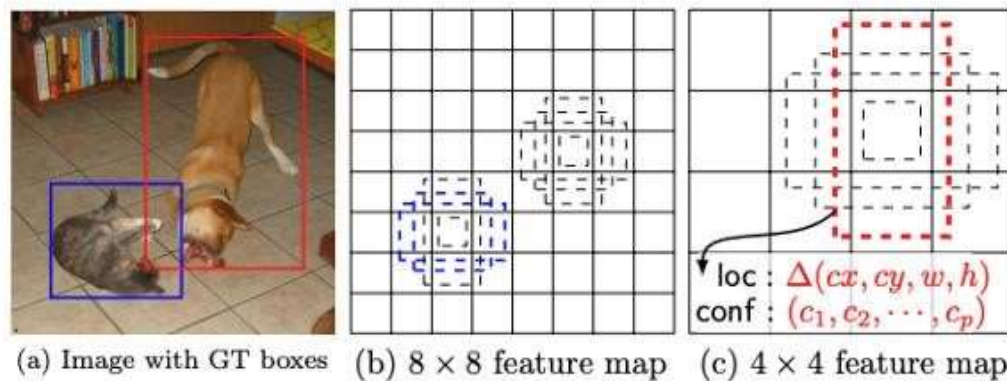 loc : Δ(cx, cy, w, h)
conf : (c₁, c₂, ⋯, cₚ)
(a) Image with GT boxes
(b) 8 × 8 feature map
(c) 4 × 4 feature map